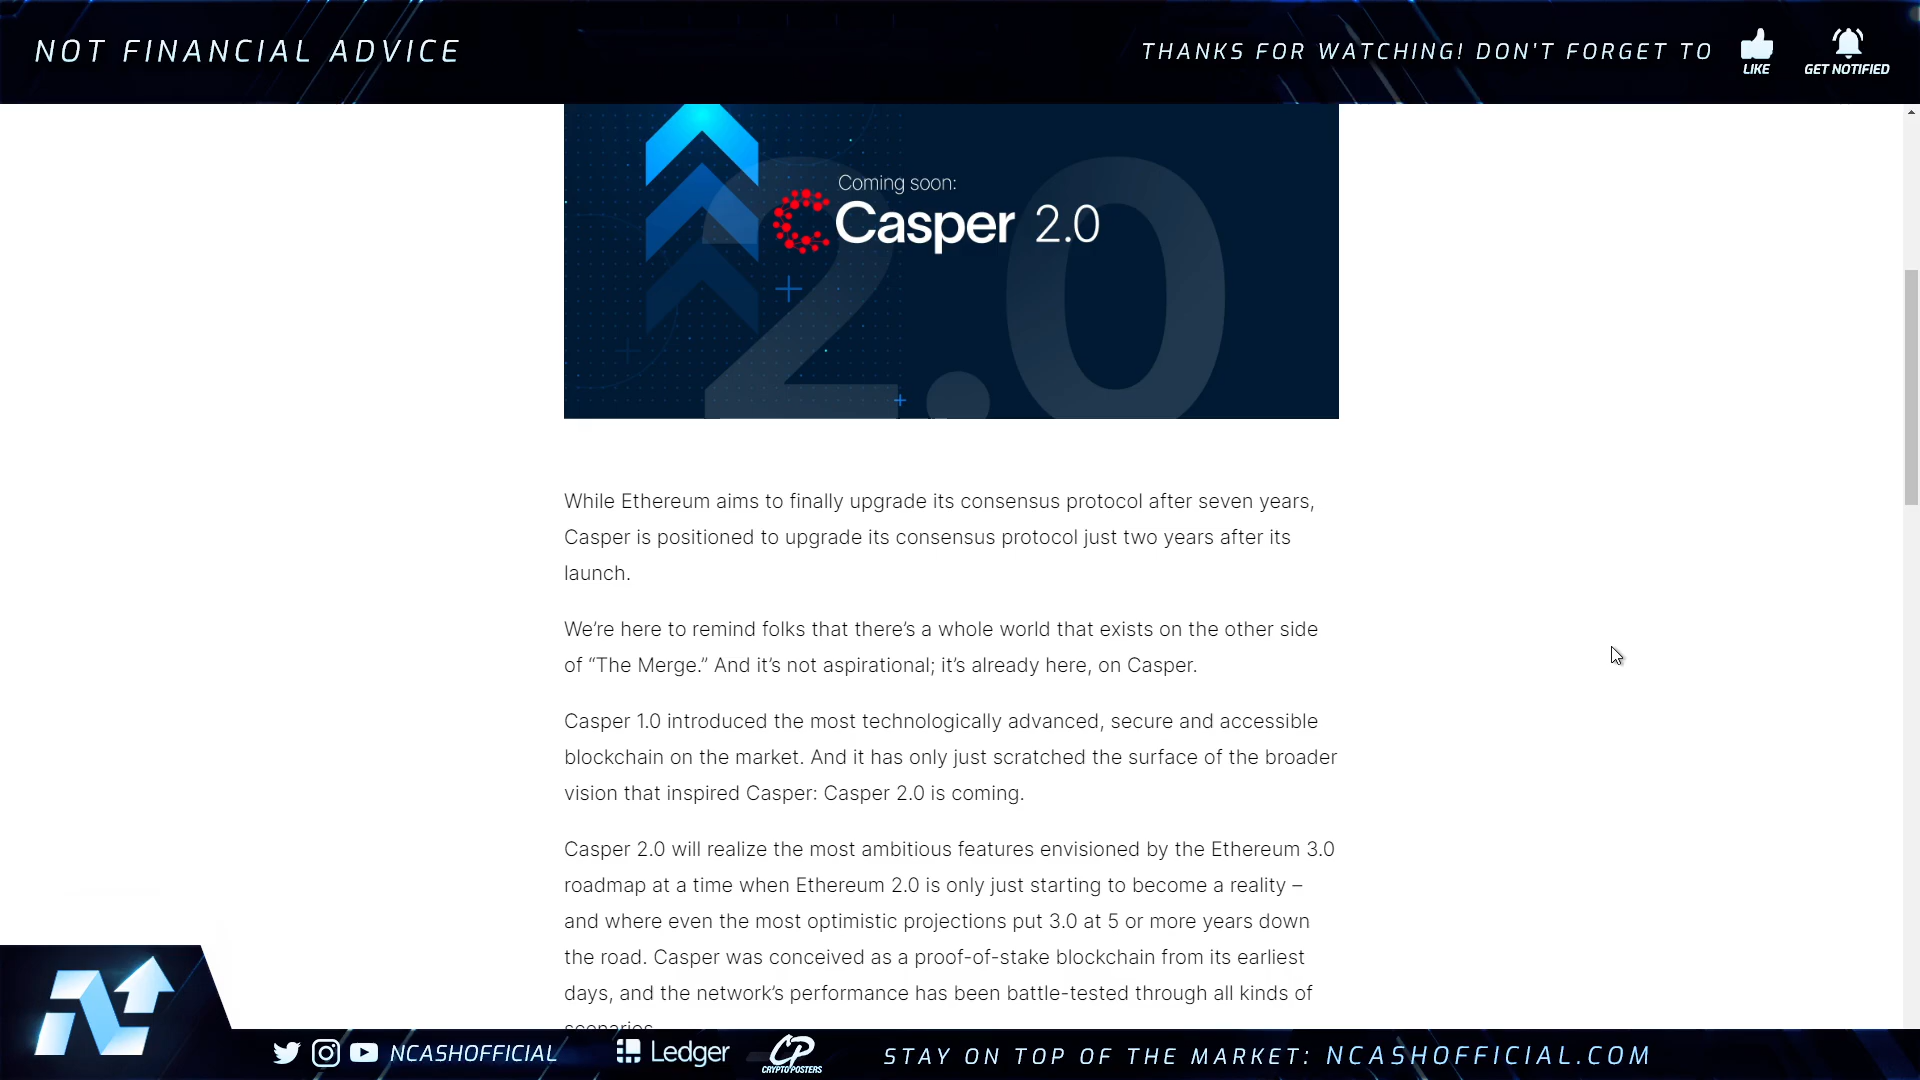 NOT FINANCIAL ADVICE
THANKS FOR WATCHING! DON'T FORGET TO
LIKE
GET NOTIFIED
2.0
Coming soon:
Casper 2.0
While Ethereum aims to finally upgrade its consensus protocol after seven years,
Casper is positioned to upgrade its consensus protocol just two years after its
launch.
We’re here to remind folks that there’s a whole world that exists on the other side
of “The Merge.” And it’s not aspirational; it’s already here, on Casper.
Casper 1.0 introduced the most technologically advanced, secure and accessible
blockchain on the market. And it has only just scratched the surface of the broader
vision that inspired Casper: Casper 2.0 is coming.
Casper 2.0 will realize the most ambitious features envisioned by the Ethereum 3.0
roadmap at a time when Ethereum 2.0 is only just starting to become a reality –
and where even the most optimistic projections put 3.0 at 5 or more years down
the road. Casper was conceived as a proof-of-stake blockchain from its earliest
days, and the network’s performance has been battle-tested through all kinds of
scenarios
NCASHOFFICIAL
Ledger
CP
CRYPTOPOSTERS
STAY ON TOP OF THE MARKET: NCASHOFFICIAL.COM